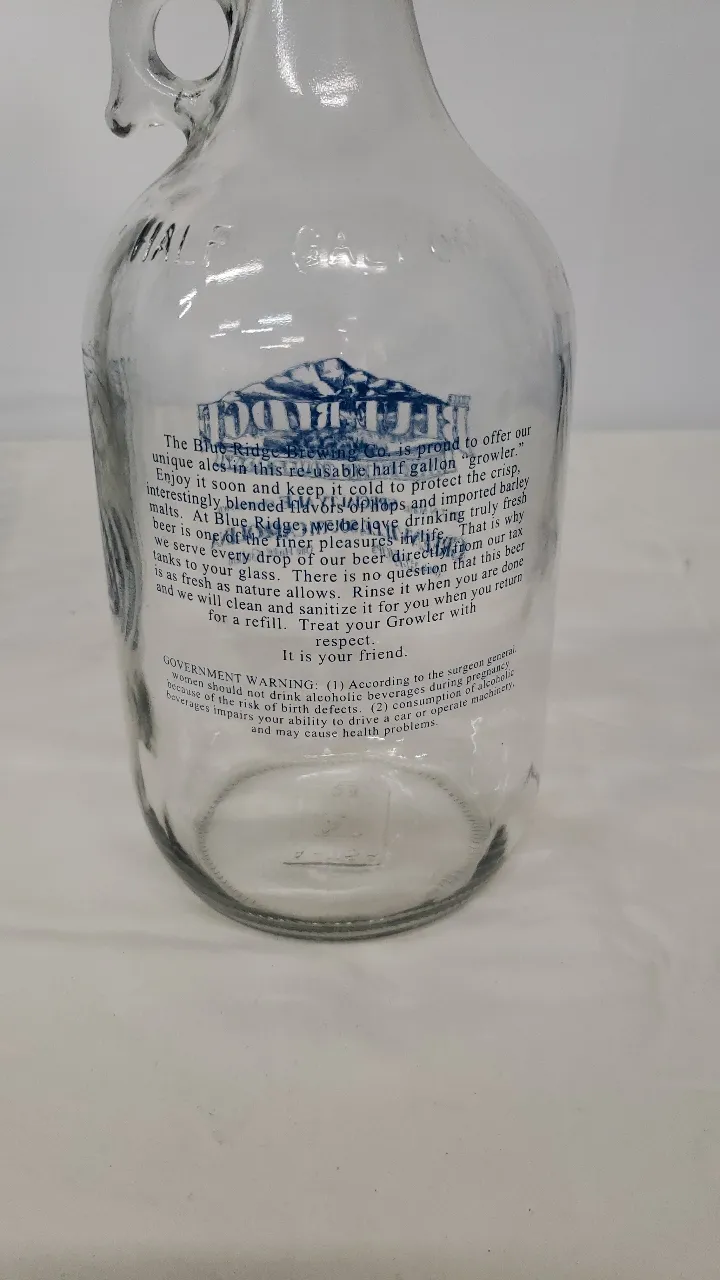 HALF GALLON
BLUE RIDGE
The Blue Ridge Brewing Co. is proud to offer our
unique ales in this re-usable half gallon "growler."
Enjoy it soon and keep it cold to protect the crisp,
interestingly blended flavors of hops and imported barley
malts. At Blue Ridge, we believe drinking truly fresh
beer is one of the finer pleasures in life. That is why
we serve every drop of our beer directly from our tax
tanks to your glass. There is no question that this beer
is as fresh as nature allows. Rinse it when you are done
and we will clean and sanitize it for you when you return
for a refill. Treat your Growler with
respect.
It is your friend.
GOVERNMENT WARNING: (1) According to the surgeon general,
women should not drink alcoholic beverages during pregnancy
because of the risk of birth defects. (2) consumption of alcoholic
beverages impairs your ability to drive a car or operate machinery,
and may cause health problems.